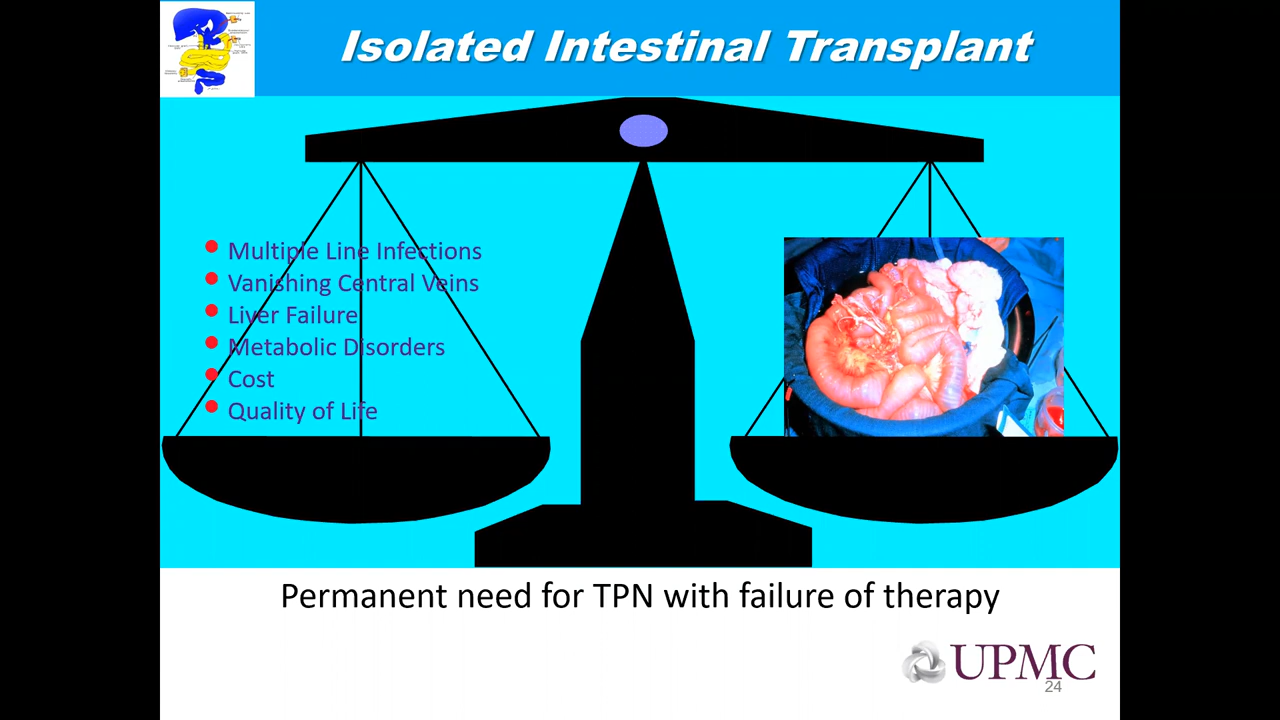 Isolated Intestinal Transplant
Multiple Line Infections
Vanishing Central Veins
Liver Failure
Metabolic Disorders
Cost
Quality of Life
Permanent need for TPN with failure of therapy
UPMC
24